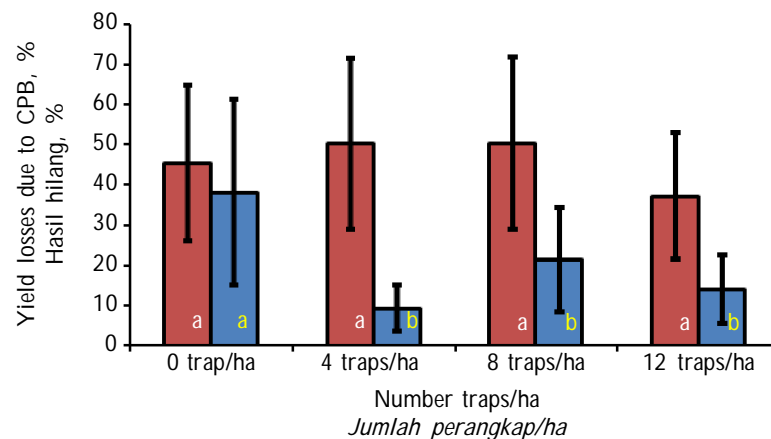 Yield losses due to CPB, %
Hasil hilang, %
80
70
60
50
40
30
20
10
0
a
a
a
b
a
b
a
b
0 trap/ha
4 traps/ha
8 traps/ha
12 traps/ha
Number traps/ha
Jumlah perangkap/ha